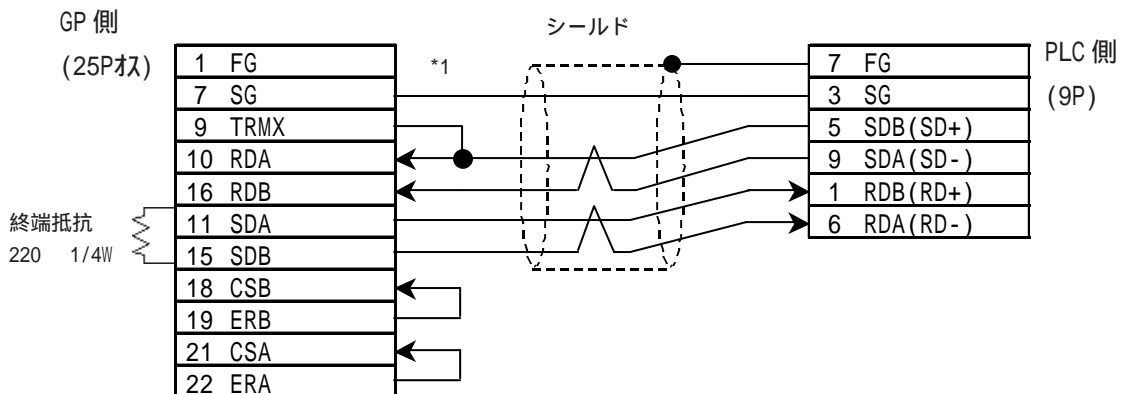 GP 側
(25Pオス)
シールド
*1
PLC 側
(9P)
1 FG
7 SG
9 TRMX
10 RDA
16 RDB
11 SDA
15 SDB
18 CSB
19 ERB
21 CSA
22 ERA
終端抵抗
220 1/4W
7 FG
3 SG
5 SDB(SD+)
9 SDA(SD-)
1 RDB(RD+)
6 RDA(RD-)